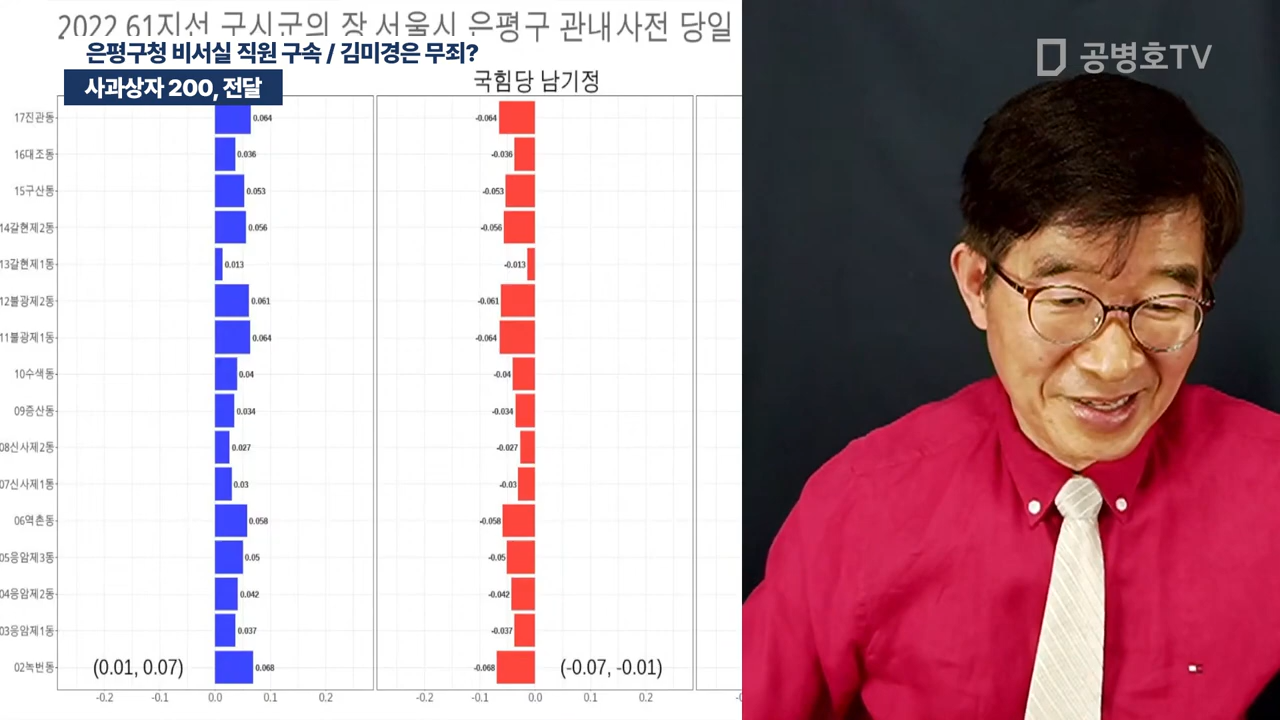 2022 61지선 구시군의 장 서울시 은평구 관내사전 당일
은평구청 비서실 직원 구속 / 김미경은 무죄?
사과상자 200, 전달
공병호TV
국힘당 남기정
17진관동 0.064 -0.064
16대조동 0.036 -0.036
15구산동 0.053 -0.053
14갈현제2동 0.056 -0.056
13갈현제1동 0.013 -0.013
12불광제2동 0.061 -0.061
11불광제1동 0.064 -0.064
10수색동 0.04 -0.04
09증산동 0.034 -0.034
08신사제2동 0.027 -0.027
07신사제1동 0.03 -0.03
06역촌동 0.058 -0.058
05응암제3동 0.05 -0.05
04응암제2동 0.042 -0.042
03응암제1동 0.037 -0.037
02녹번동 (0.01, 0.07) 0.068 -0.068 (-0.07, -0.01)
-0.2 -0.1 0.0 0.1 0.2 -0.2 -0.1 0.0 0.1 0.2